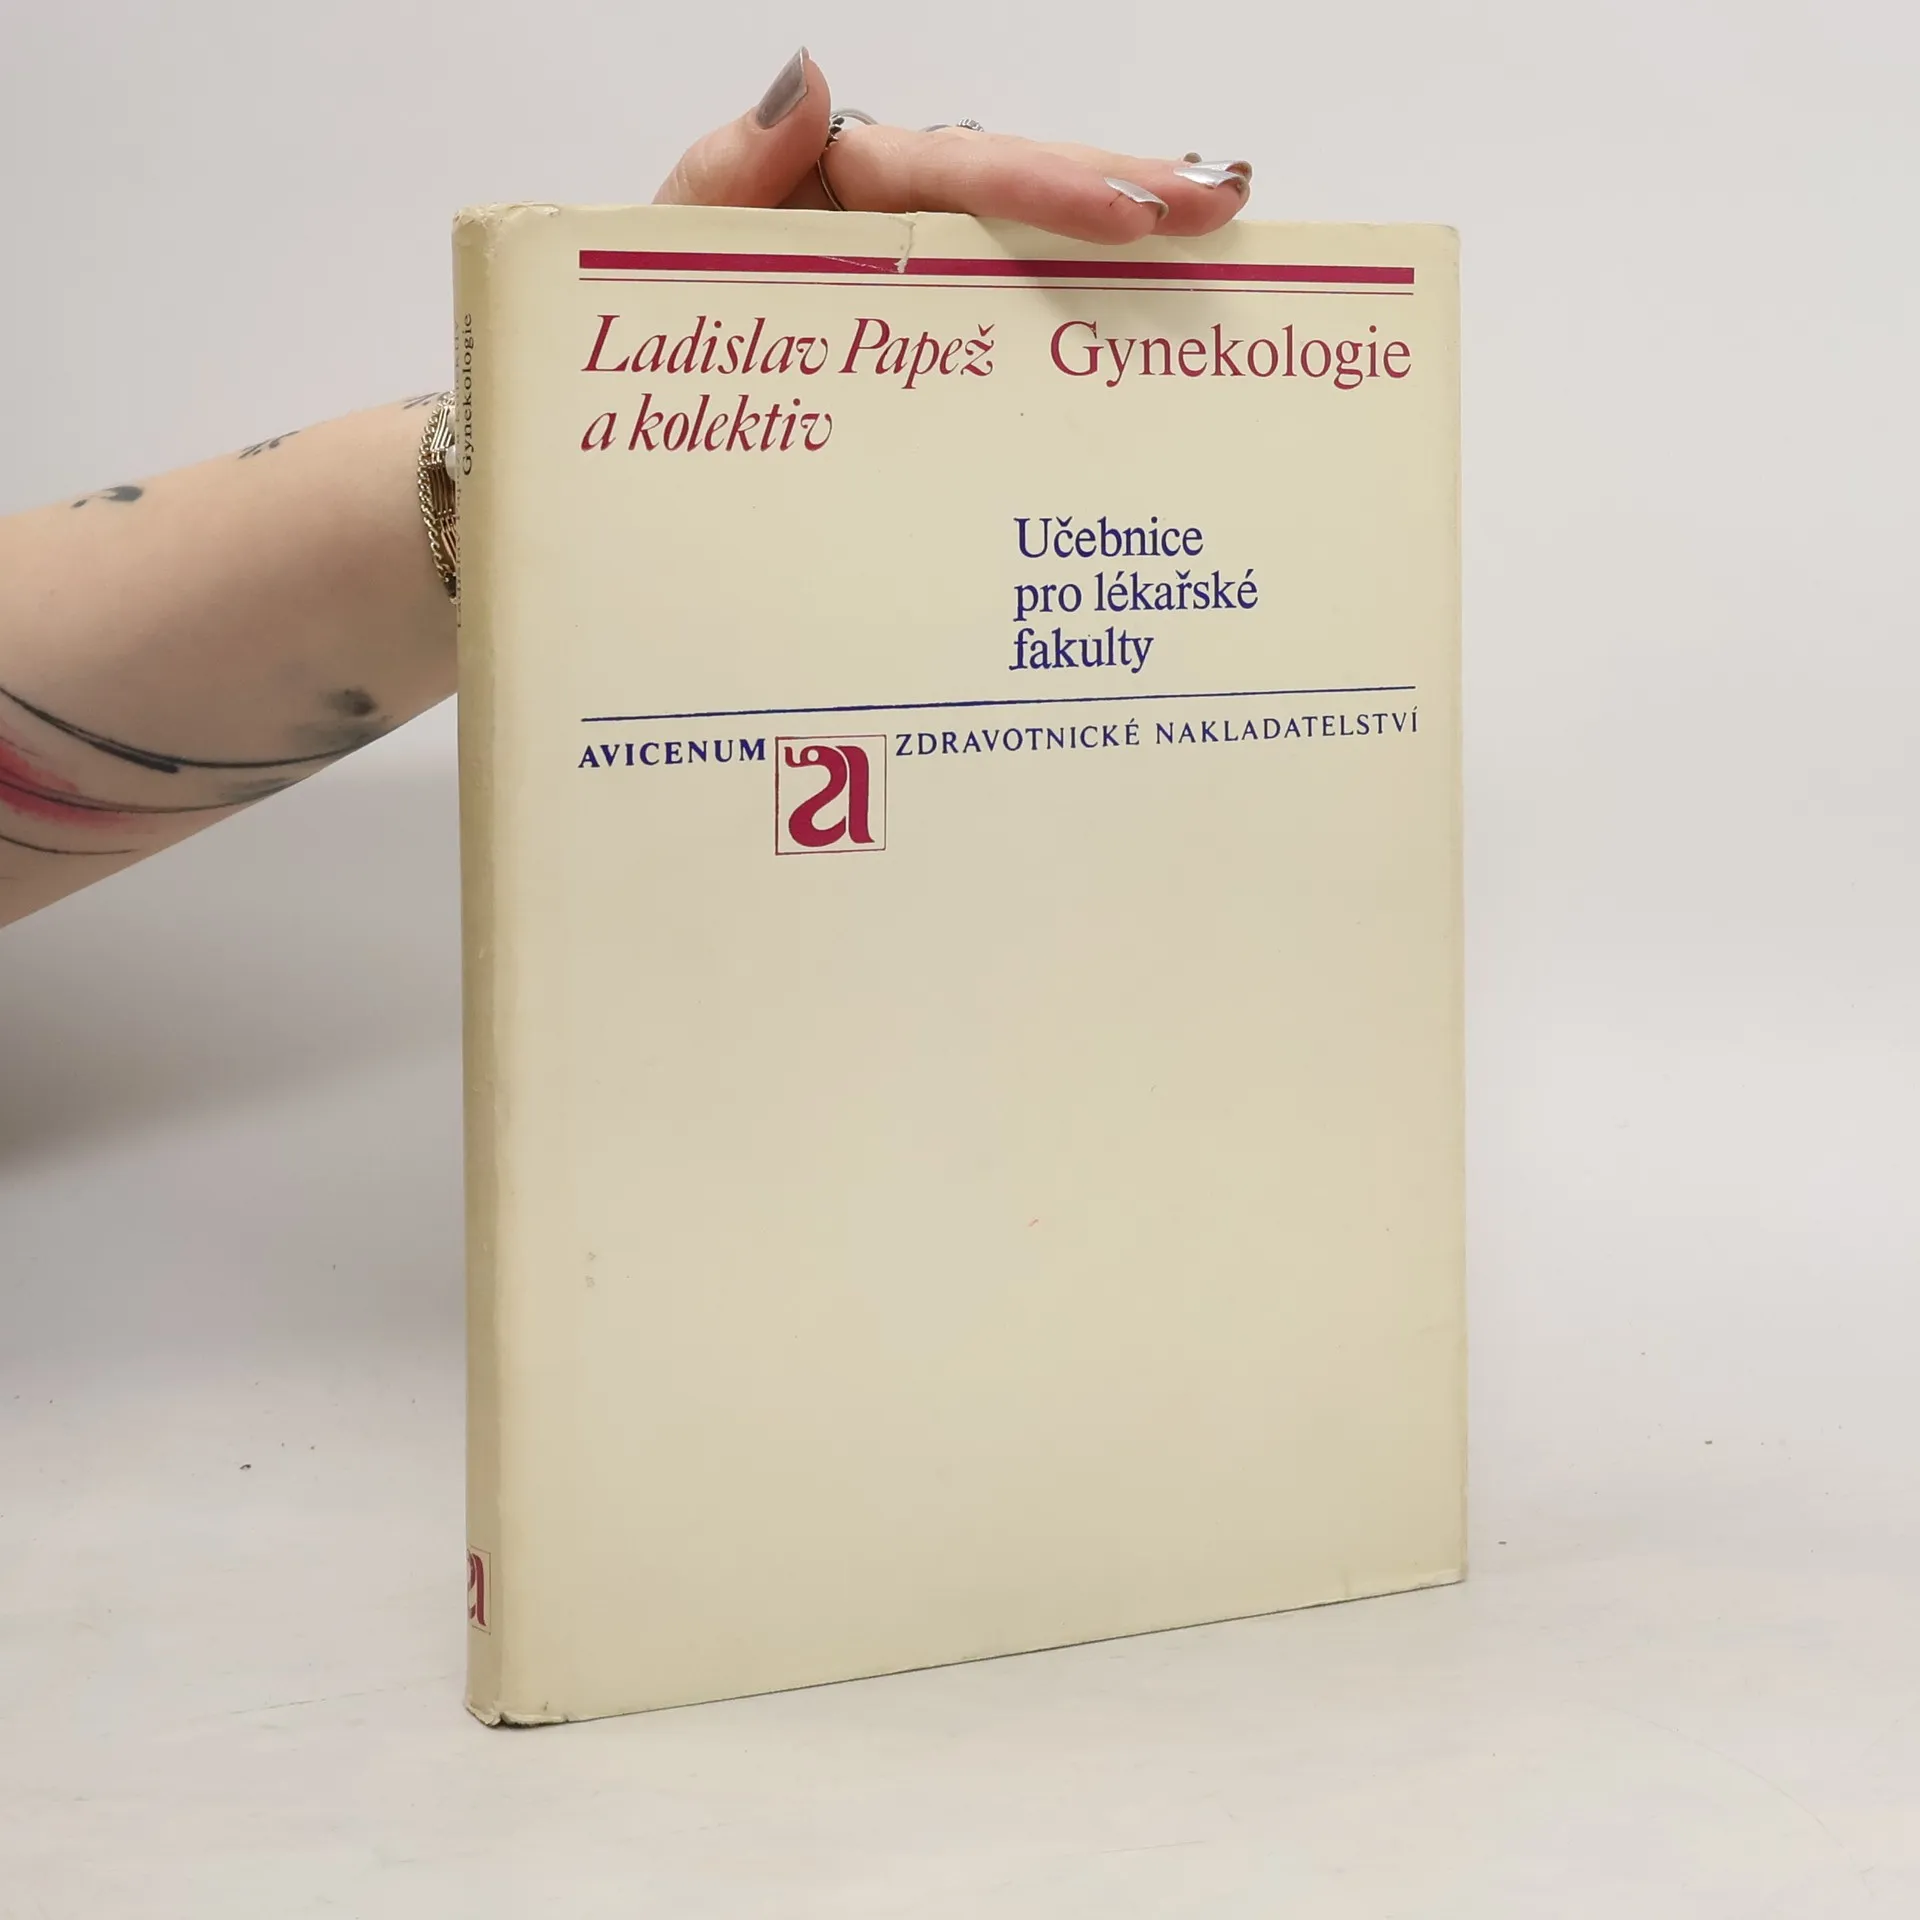 Ladislav Papež
a kolektiv
Gynekologie
Učebnice
pro lékařské
fakulty
AVICENUM a ZDRAVOTNICKÉ NAKLADATELSTVÍ
Gynekologie
a